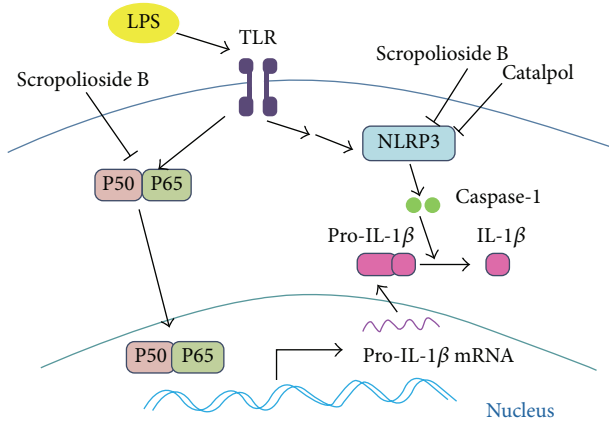 LPS
TLR
Scropolioside B
Scropolioside B
Catalpol
NLRP3
P50 P65
Caspase-1
Pro-IL-1β IL-1β
P50 P65
Pro-IL-1β mRNA
Nucleus